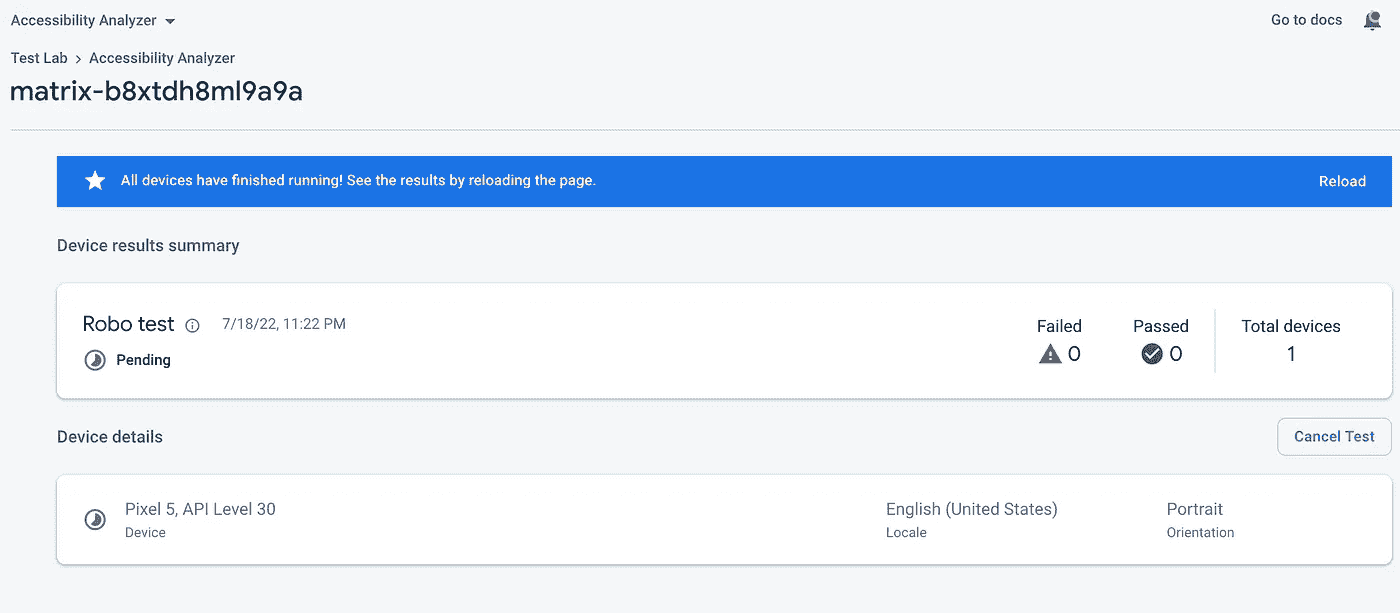 Accessibility Analyzer
Go to docs
Test Lab > Accessibility Analyzer
matrix-b8xtdh8ml9a9a
All devices have finished running! See the results by reloading the page.
Reload
Device results summary
Robo test 7/18/22, 11:22 PM
Pending
Failed Passed Total devices
0 0 1
Device details
Cancel Test
Pixel 5, API Level 30 English (United States) Portrait
Device Locale Orientation